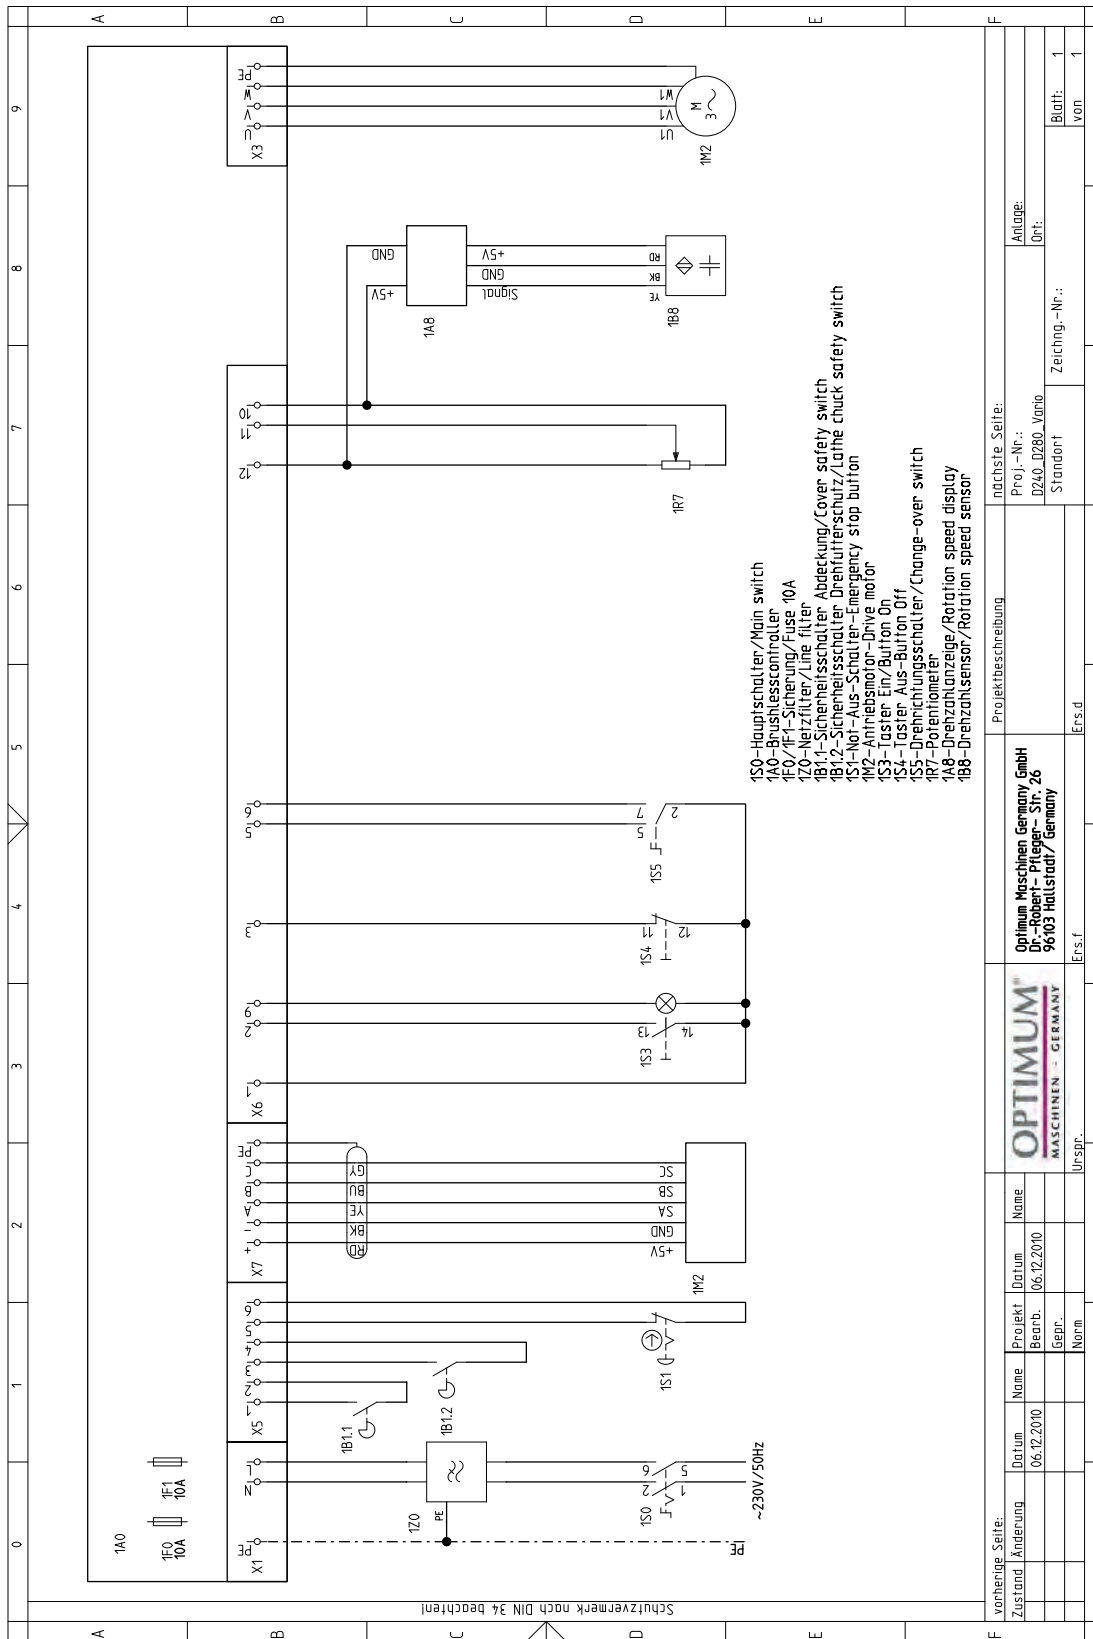 0 1 2 3 4 5 6 7 8 9
A
B
C
D
E
F
A
B
C
D
E
F
Schutzvermerk nach DIN 34 beachten!
1A0
1F0
10A
1F1
10A
X1
PE
N
L
X5
1
2
3
4
5
6
X7
+
-
A
B
C
PE
X6
1
2
9
3
5
6
12
11
10
X3
U
V
W
PE
1Z0
PE
1B1.1
1B1.2
RD
BK
YE
BU
GY
+5V
GND
SA
SB
SC
1M2
1S0
2
1
6
5
PE
~230V/50Hz
1S1
1S3
13
14
1S4
11
12
1S5
5
7
2
1R7
1A8
+5V
GND
Signal
GND
+5V
YE
BK
RD
1B8
U1
V1
W1
M
3
1M2
1S0-Hauptschalter/Main switch
1A0-Brushlesscontroller
1F0/1F1-Sicherung/Fuse 10A
1Z0-Netzfilter/Line filter
1B1.1-Sicherheitsschalter Abdeckung/Cover safety switch
1B1.2-Sicherheitsschalter Drehfutterschutz/Lathe chuck safety switch
1S1-Not-Aus-Schalter-Emergency stop button
1M2-Antriebsmotor-Drive motor
1S3-Taster Ein/Button On
1S4-Taster Aus-Button Off
1S5-Drehrichtungsschalter/Change-over switch
1R7-Potentiometer
1A8-Drehzahlanzeige/Rotation speed display
1B8-Drehzahlsensor/Rotation speed sensor
vorherige Seite:
Zustand Änderung Datum Name
06.12.2010
Projekt Datum Name
Bearb. 06.12.2010
Gepr.
Norm
Urspr. Ers.f Ers.d
OPTIMUM®
MASCHINEN - GERMANY
Optimum Maschinen Germany GmbH
Dr.-Robert- Pfleger- Str. 26
96103 Hallstadt/ Germany
Projektbeschreibung
nächste Seite:
Proj.-Nr.:
D240_D280_Vario
Standort
Zeichng.-Nr.:
Anlage:
Ort:
Blatt: 1
von 1